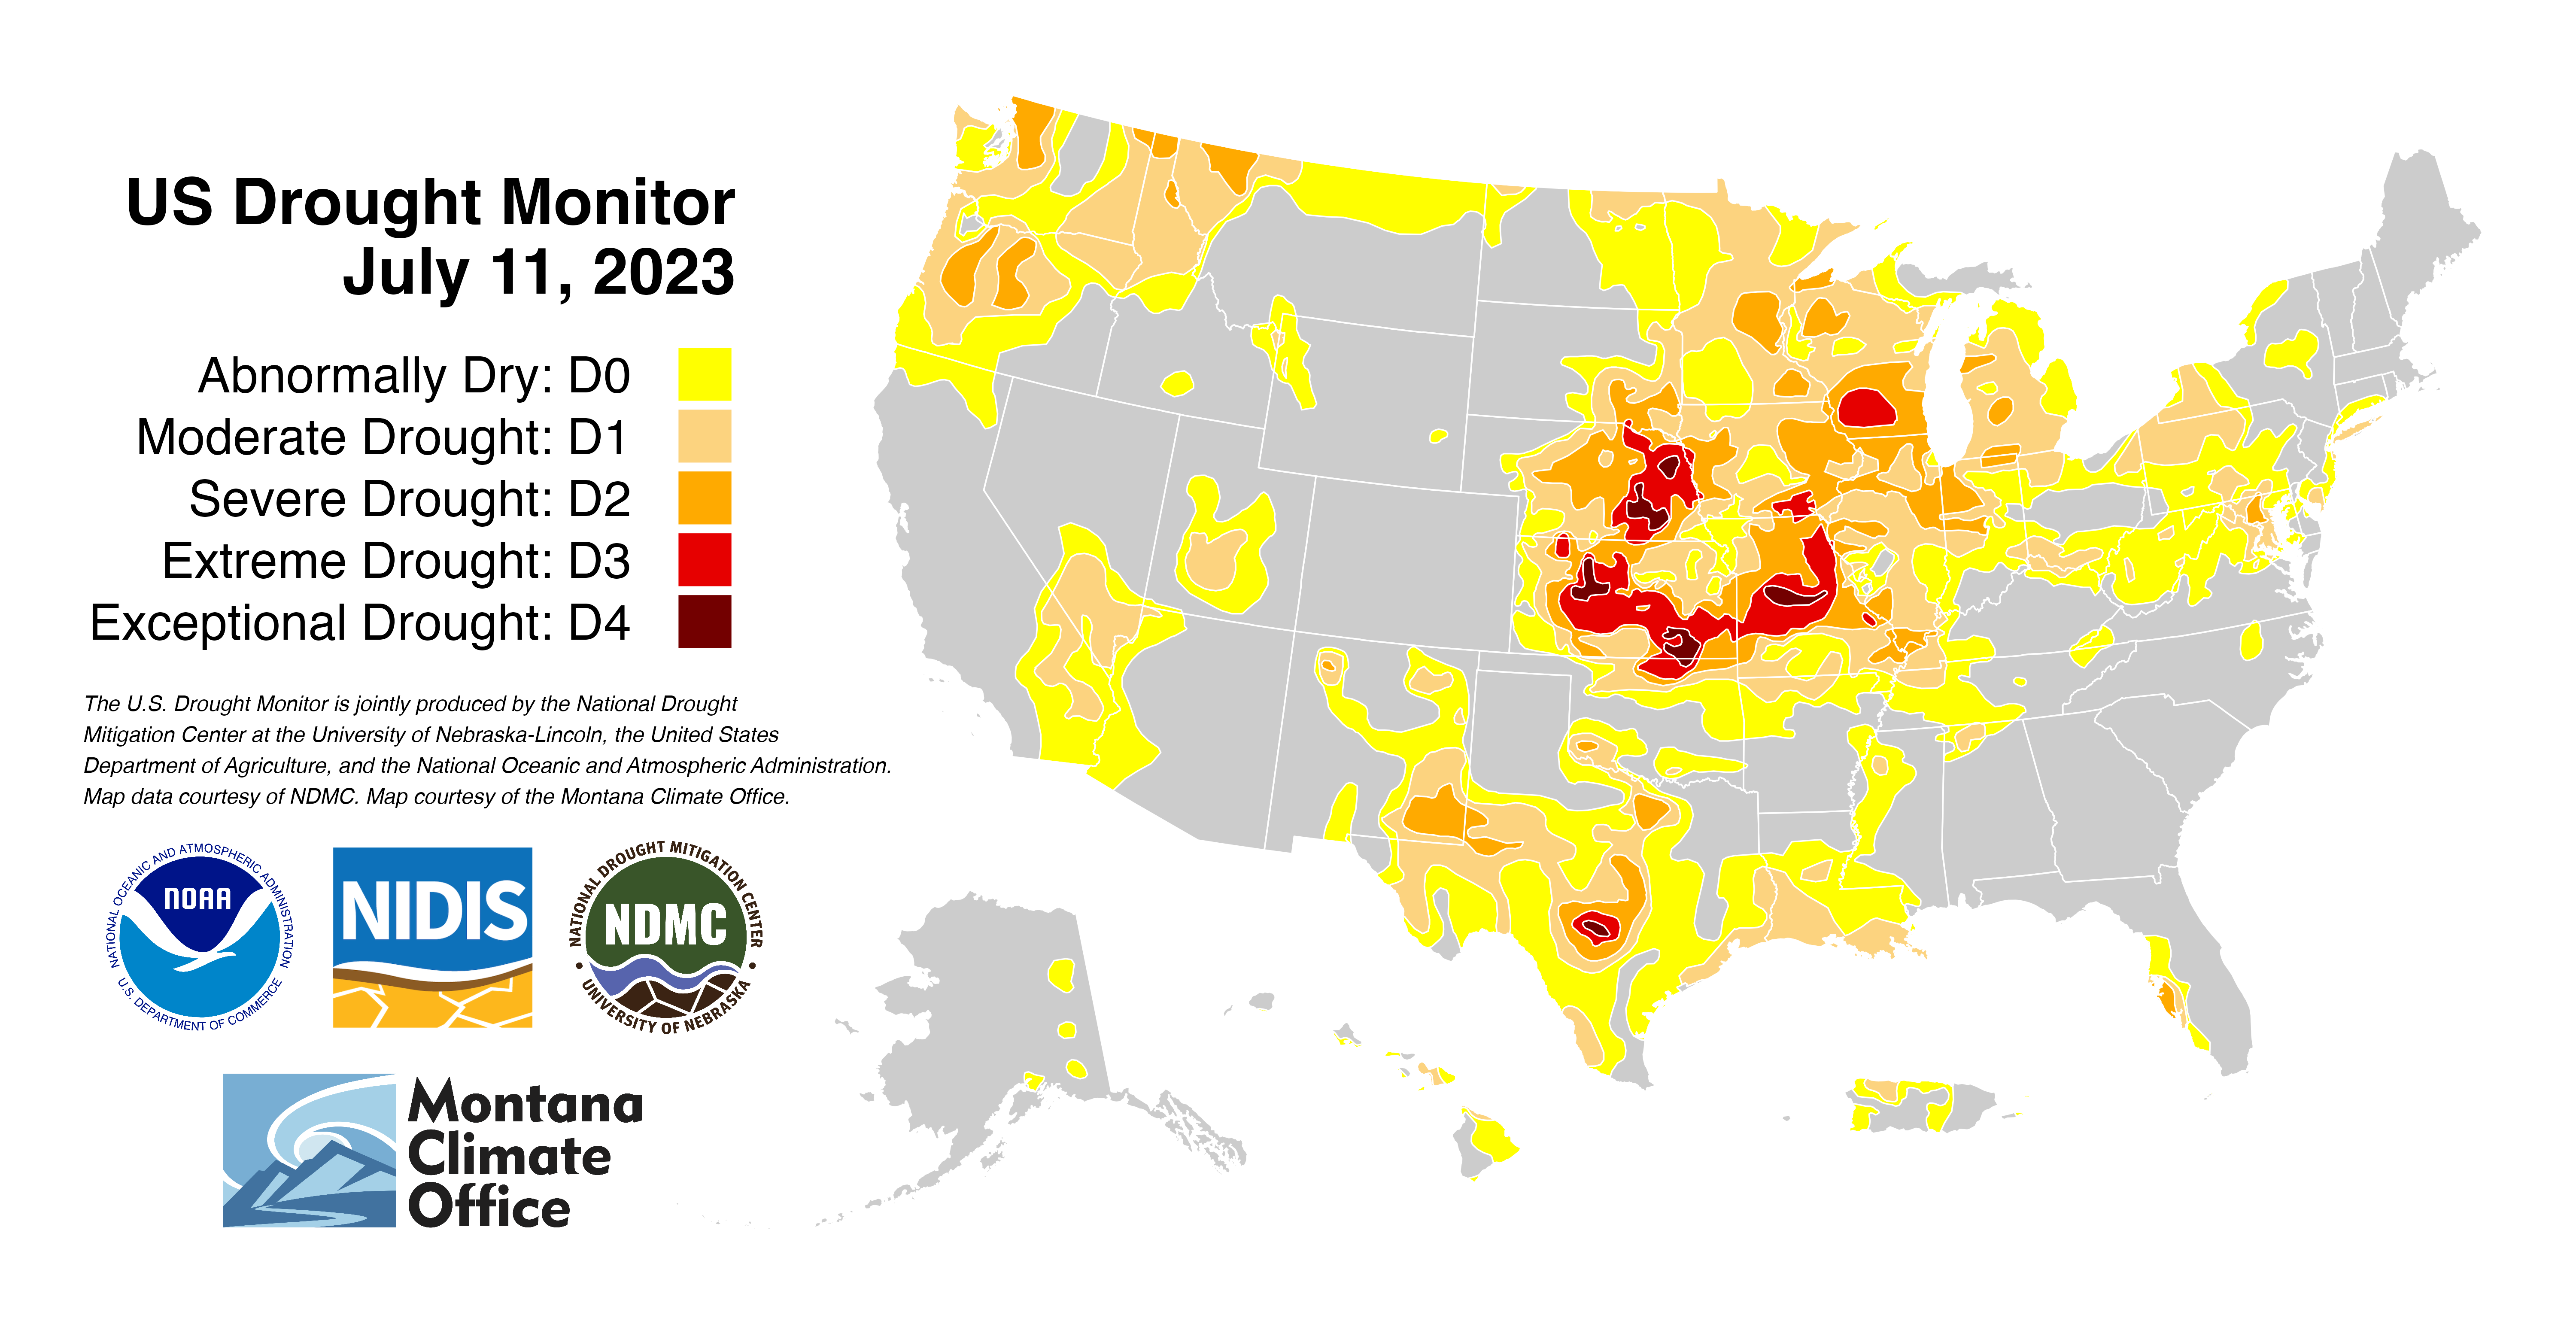 US Drought Monitor
July 11, 2023
Abnormally Dry: D0
Moderate Drought: D1
Severe Drought: D2
Extreme Drought: D3
Exceptional Drought: D4
The U.S. Drought Monitor is jointly produced by the National Drought
Mitigation Center at the University of Nebraska-Lincoln, the United States
Department of Agriculture, and the National Oceanic and Atmospheric Administration.
Map data courtesy of NDMC. Map courtesy of the Montana Climate Office.
NATIONAL OCEANIC AND ATMOSPHERIC ADMINISTRATION
NOAA
U.S. DEPARTMENT OF COMMERCE
NIDIS
NATIONAL DROUGHT MITIGATION CENTER
NDMC
UNIVERSITY OF NEBRASKA
Montana
Climate
Office